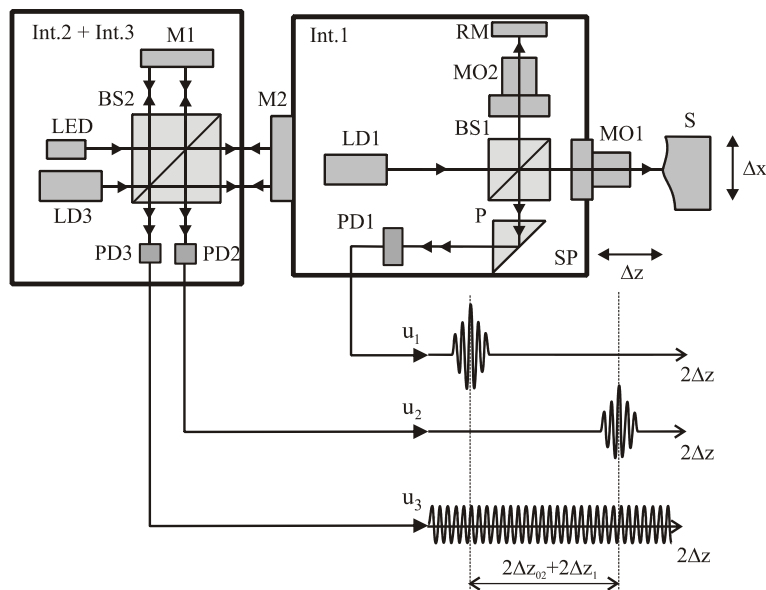 Int.2 + Int.3
M1
BS2
LED
LD3
PD3
PD2
M2
Int.1
RM
MO2
BS1
MO1
S
LD1
Δx
P
PD1
SP
Δz
u₁
2Δz
u₂
2Δz
u₃
2Δz
2Δz₀₂+2Δz₁